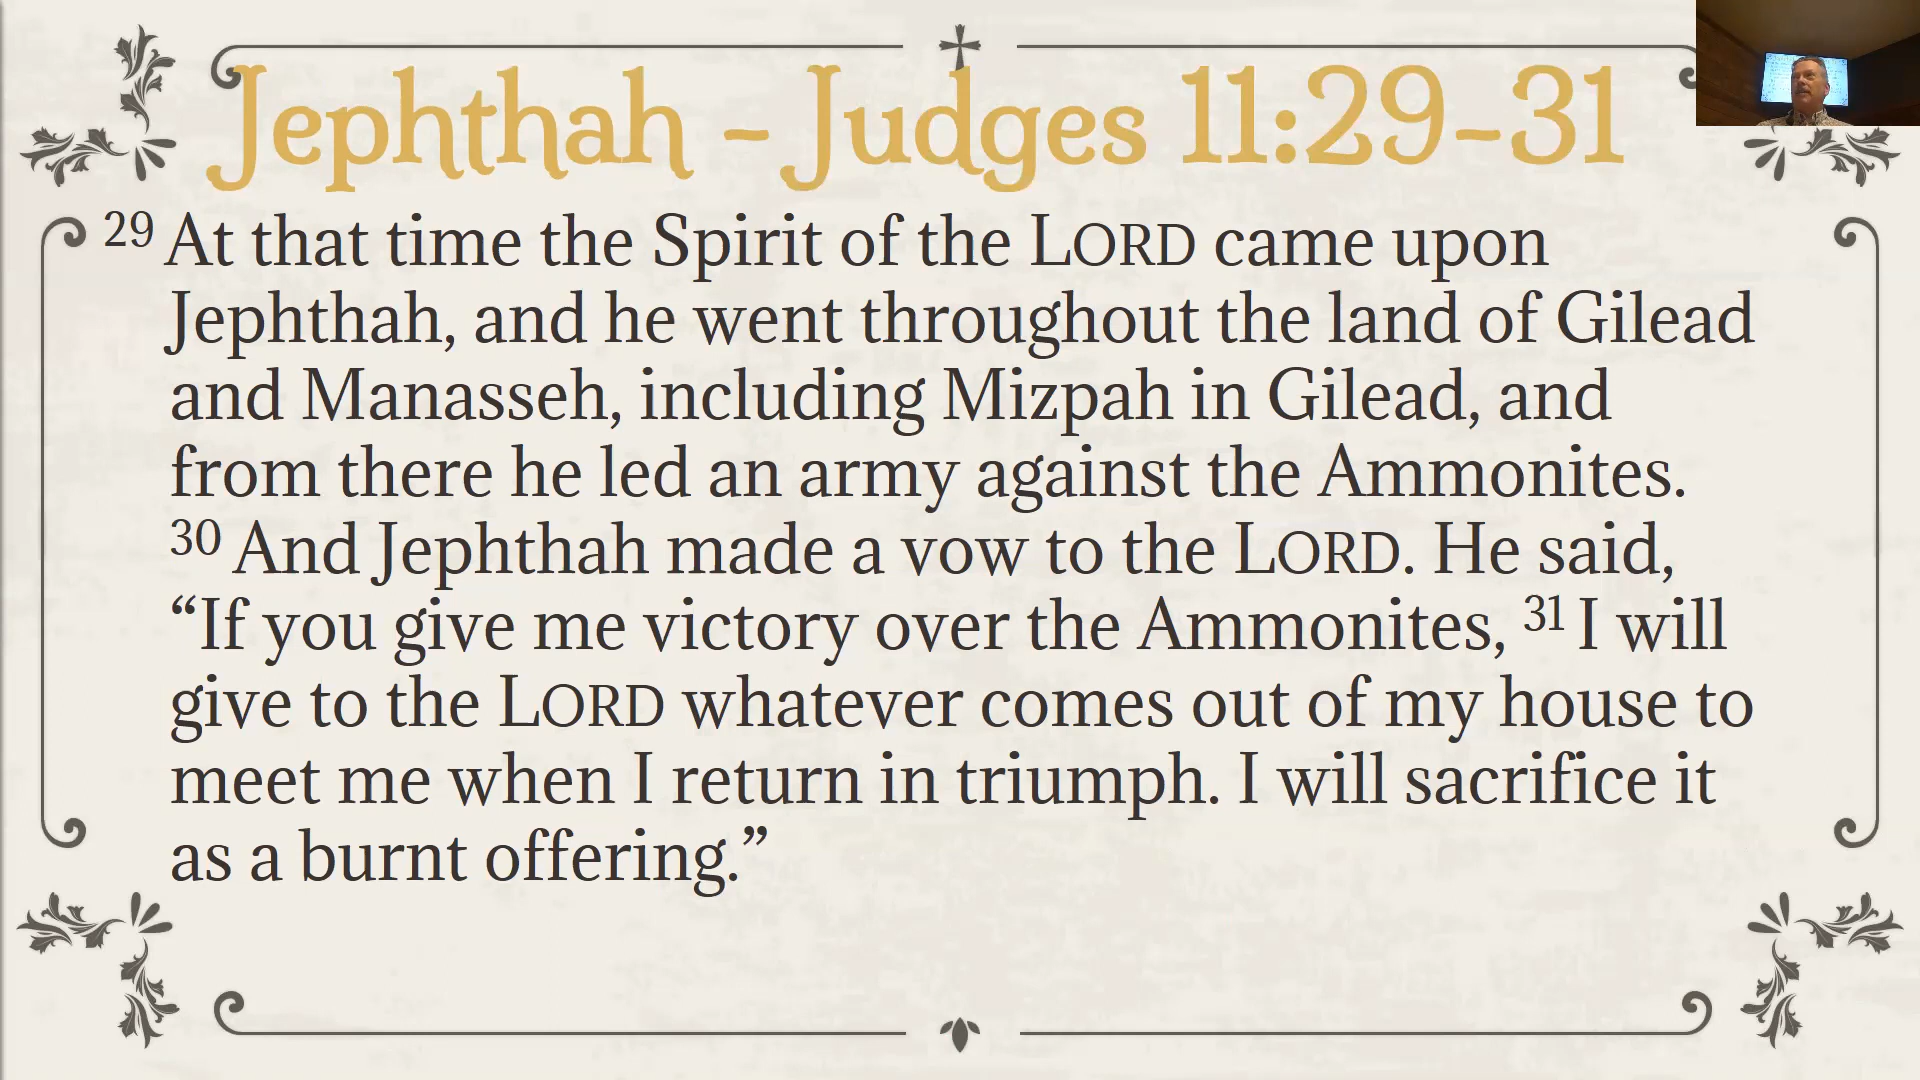 Jephthah – Judges 11:29–31
29 At that time the Spirit of the LORD came upon
Jephthah, and he went throughout the land of Gilead
and Manasseh, including Mizpah in Gilead, and
from there he led an army against the Ammonites.
30 And Jephthah made a vow to the LORD. He said,
“If you give me victory over the Ammonites, 31 I will
give to the LORD whatever comes out of my house to
meet me when I return in triumph. I will sacrifice it
as a burnt offering.”